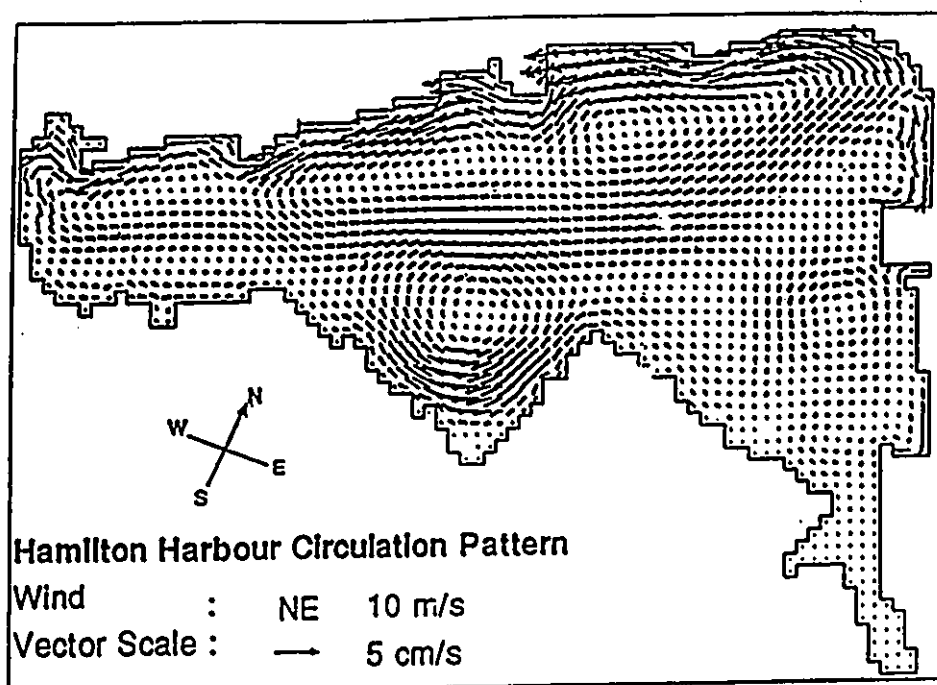 N
W
E
S
Hamilton Harbour Circulation Pattern
Wind : NE 10 m/s
Vector Scale : 5 cm/s